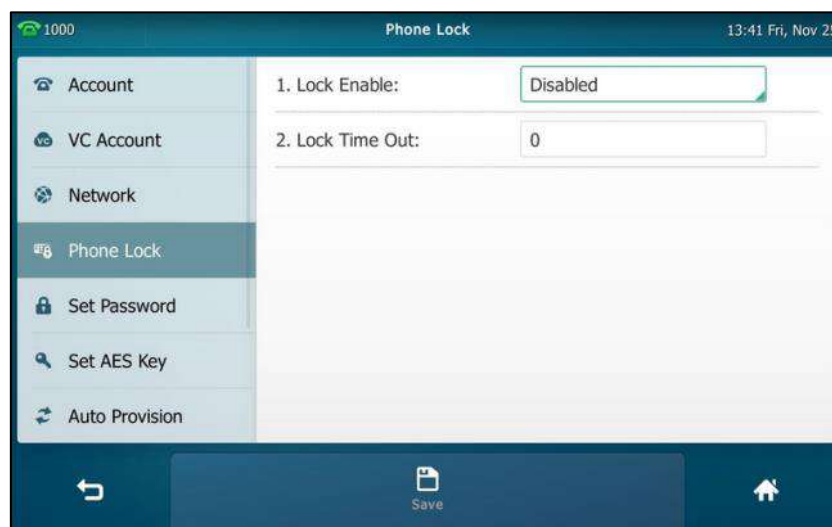 1000
Phone Lock
13:41 Fri, Nov 25
Account
VC Account
Network
Phone Lock
Set Password
Set AES Key
Auto Provision
1. Lock Enable:
Disabled
2. Lock Time Out:
0
Save